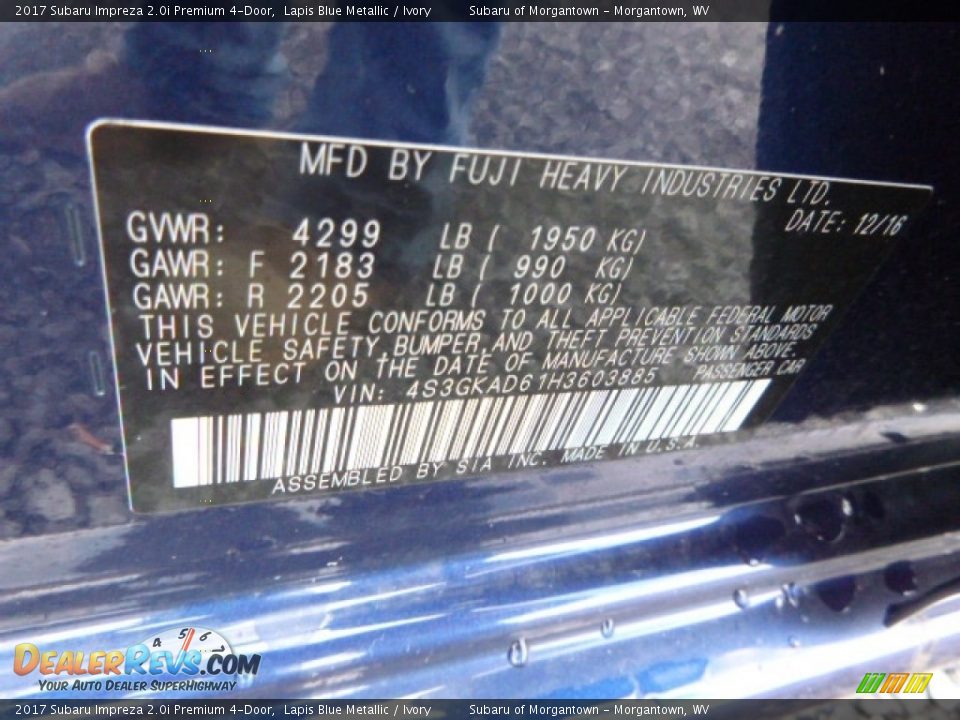 2017 Subaru Impreza 2.0i Premium 4-Door, Lapis Blue Metallic / Ivory Subaru of Morgantown - Morgantown, WV
MFD BY FUJI HEAVY INDUSTRIES LTD.
DATE: 12/16
GVWR: 4299 LB ( 1950 KG)
GAWR: F 2183 LB ( 990 KG)
GAWR: R 2205 LB ( 1000 KG)
THIS VEHICLE CONFORMS TO ALL APPLICABLE FEDERAL MOTOR
VEHICLE SAFETY,BUMPER,AND THEFT PREVENTION STANDARDS
IN EFFECT ON THE DATE OF MANUFACTURE SHOWN ABOVE.
VIN: 4S3GKAD61H3603885 PASSENGER CAR
ASSEMBLED BY SIA INC. MADE IN U.S.A.
4 5 6
DEALERREVS.COM
YOUR AUTO DEALER SUPERHIGHWAY
2017 Subaru Impreza 2.0i Premium 4-Door, Lapis Blue Metallic / Ivory Subaru of Morgantown - Morgantown, WV